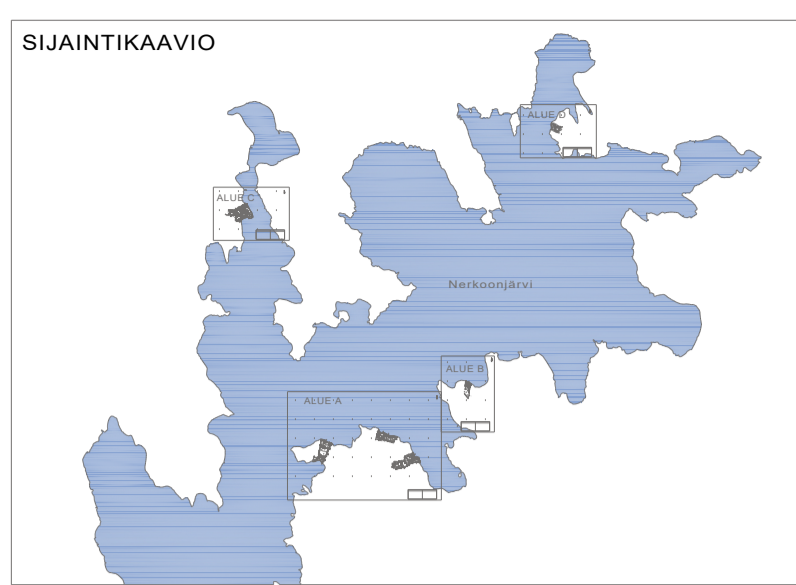 SIJAINTIKAAVIO
ALUE D
ALUE C
Nerkoonjärvi
ALUE B
ALUE A